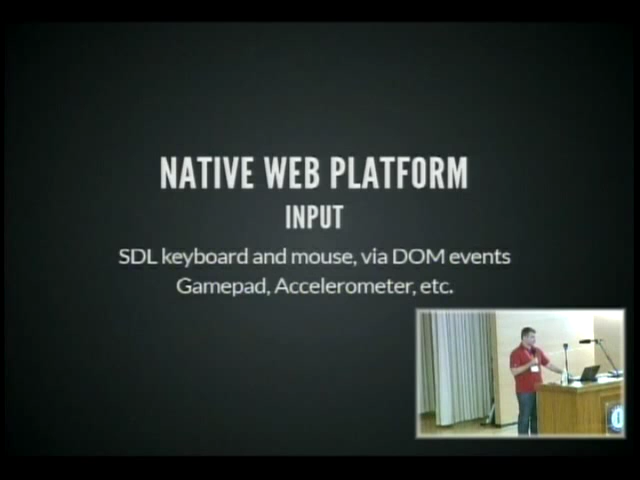 NATIVE WEB PLATFORM
INPUT
SDL keyboard and mouse, via DOM events
Gamepad, Accelerometer, etc.